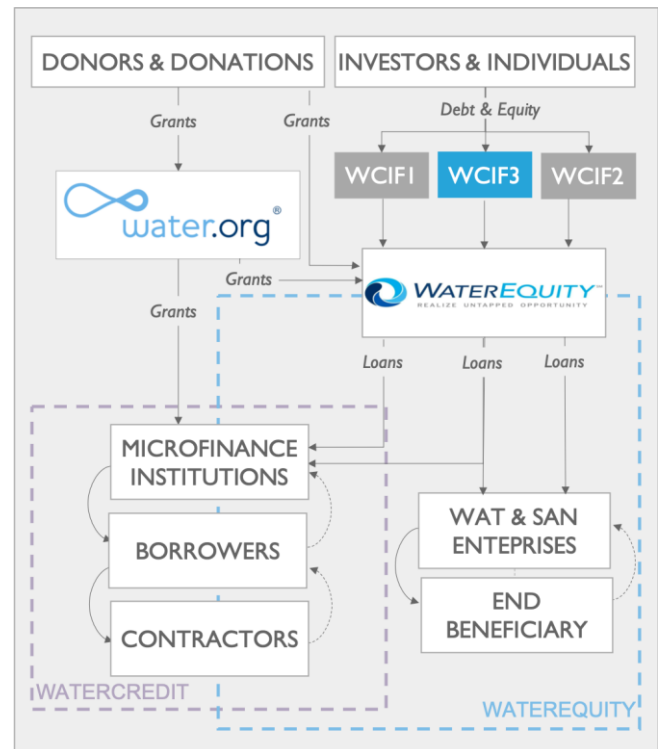 DONORS & DONATIONS
INVESTORS & INDIVIDUALS
Grants
Grants
Debt & Equity
WCIF1
WCIF3
WCIF2
water.org®
Grants
WATEREQUITY™
REALIZE UNTAPPED OPPORTUNITY
Grants
Loans
Loans
Loans
MICROFINANCE
INSTITUTIONS
WAT & SAN
ENTEPRISES
BORROWERS
END
BENEFICIARY
CONTRACTORS
WATERCREDIT
WATEREQUITY